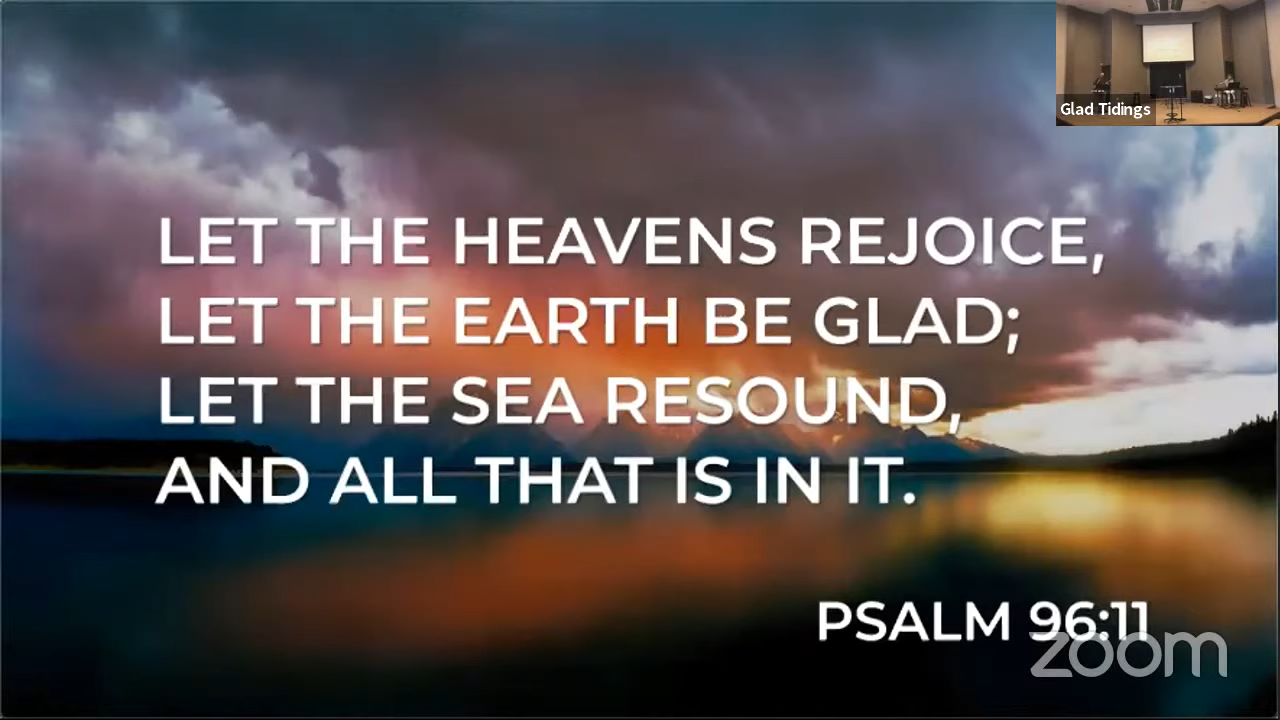 Glad Tidings
LET THE HEAVENS REJOICE,
LET THE EARTH BE GLAD;
LET THE SEA RESOUND,
AND ALL THAT IS IN IT.
PSALM 96:11
zoom